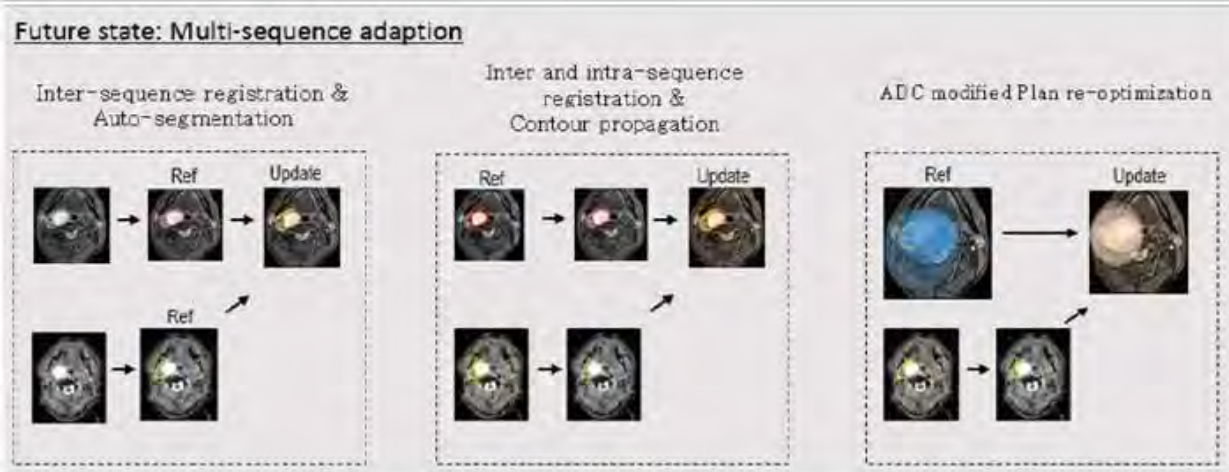 Future state: Multi-sequence adaption
Inter-sequence registration &
Auto-segmentation
Ref
Update
Ref
Inter and intra-sequence
registration &
Contour propagation
Ref
Update
ADC modified Plan re-optimization
Ref
Update